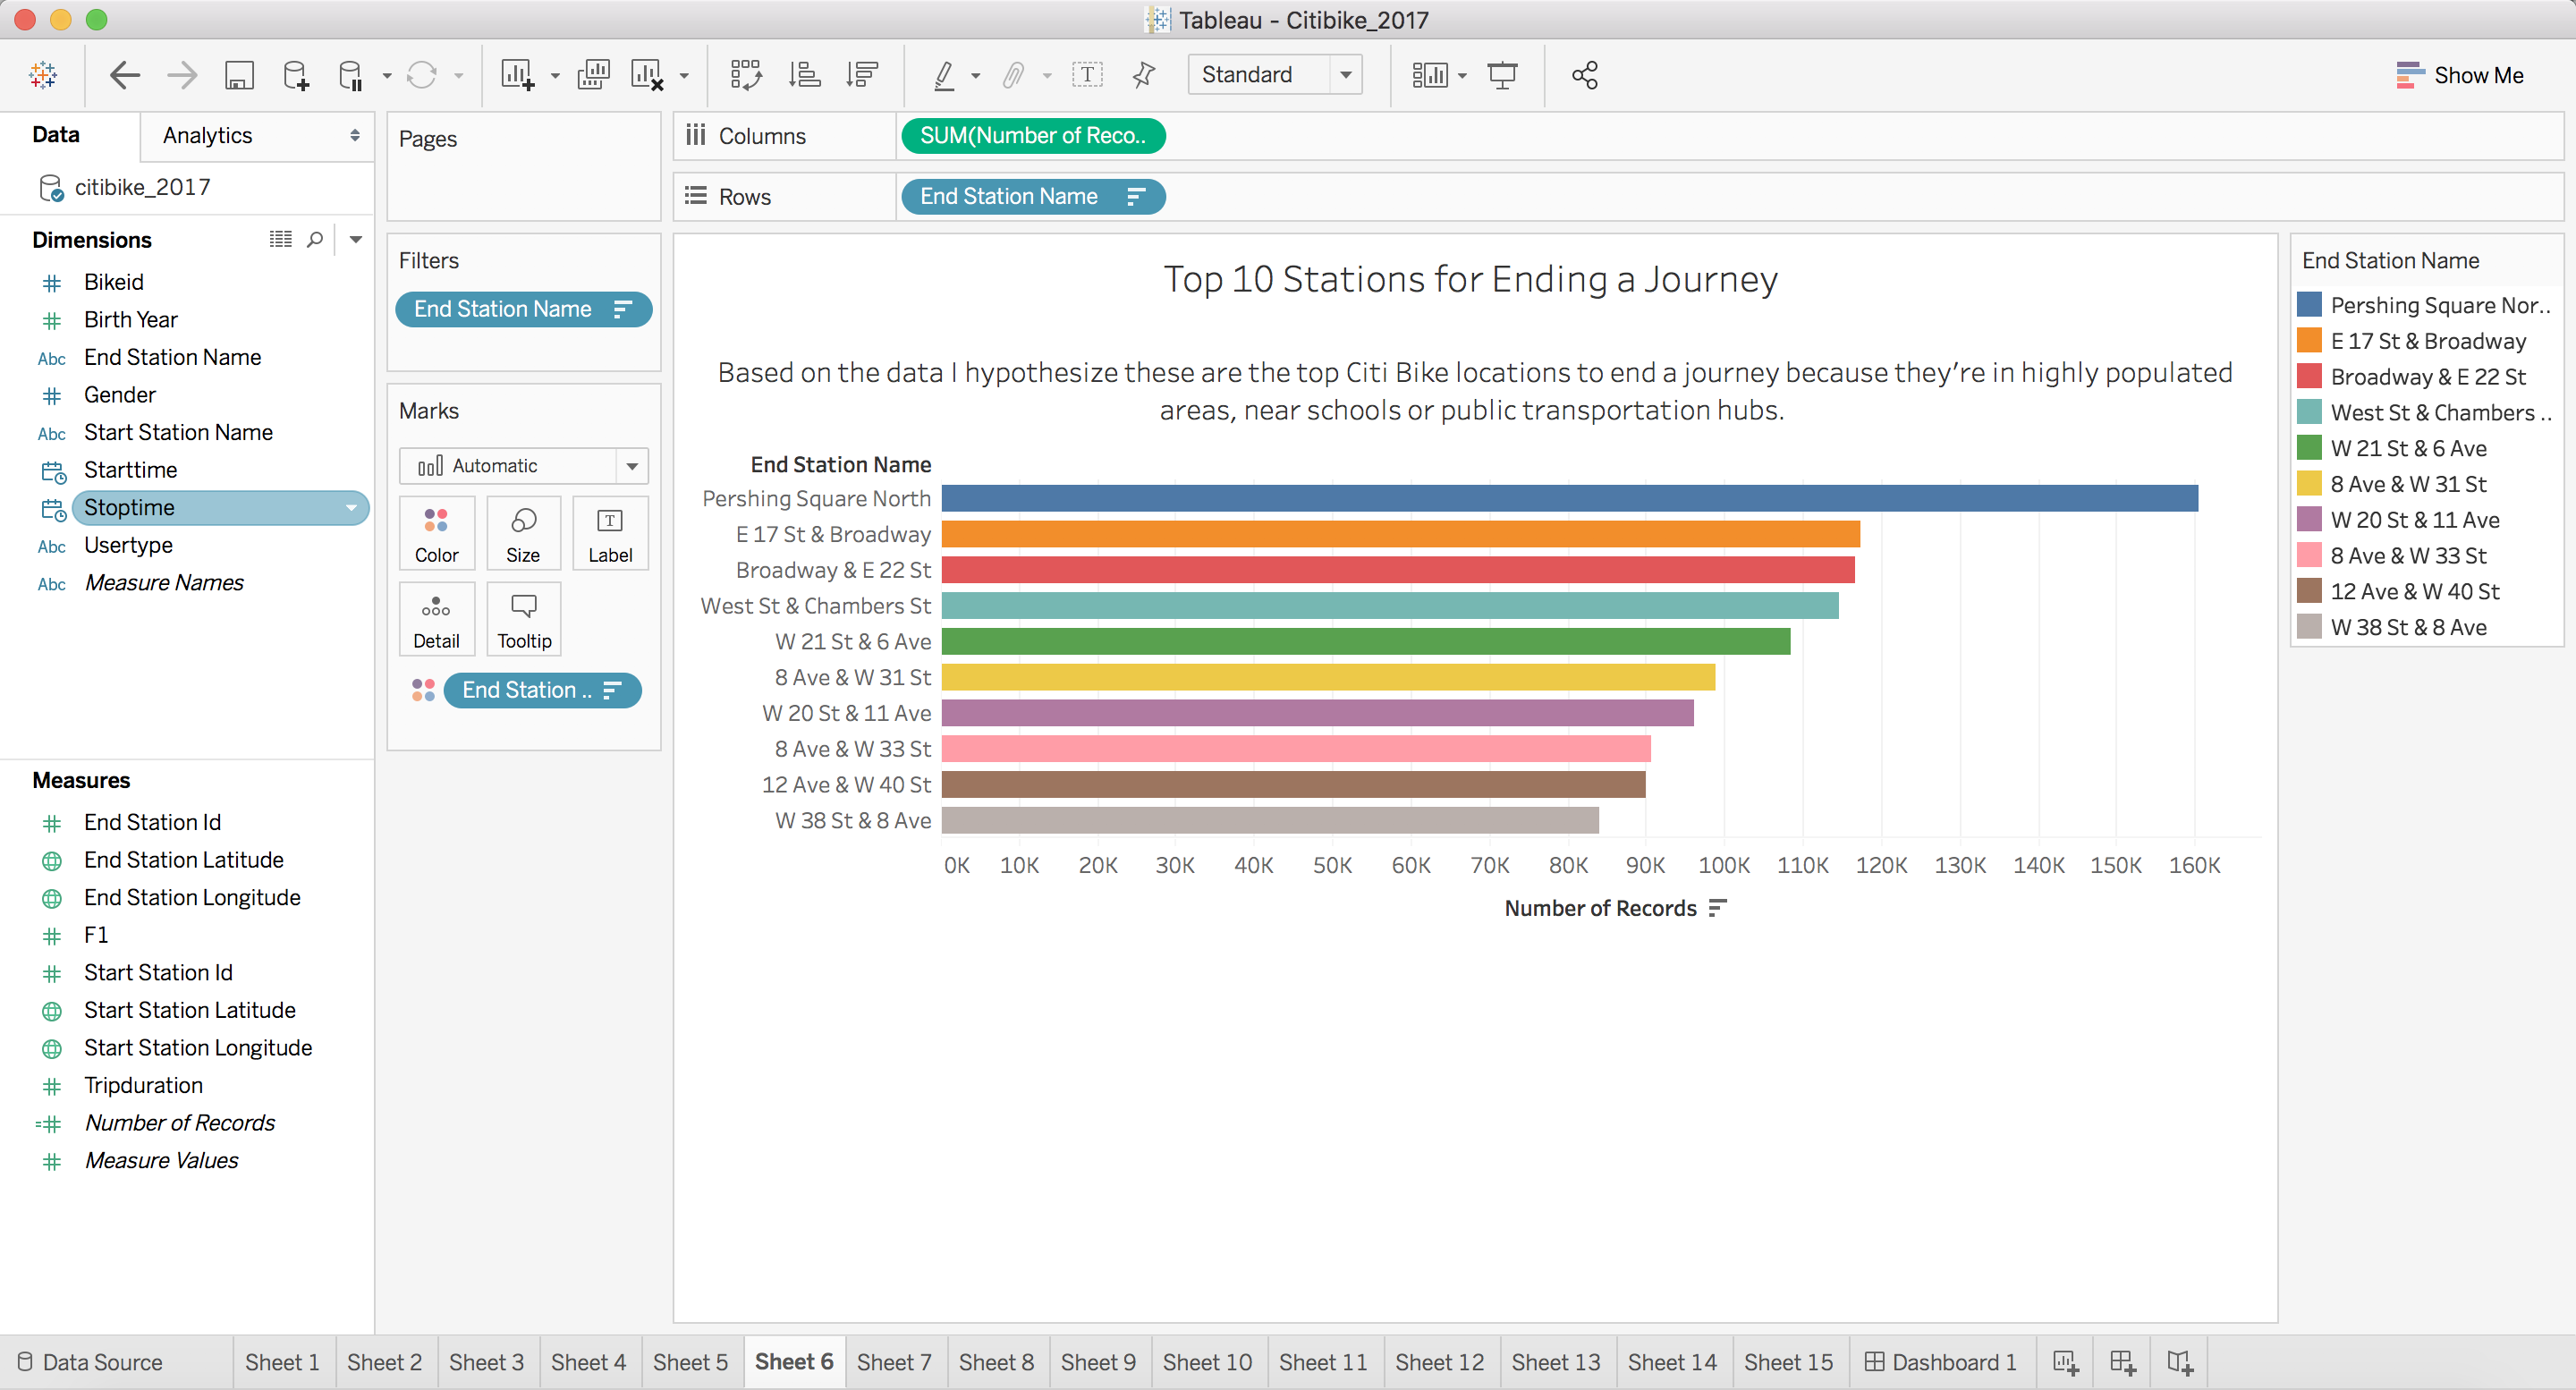 Tableau - Citibike_2017
Standard
Show Me
Data
Analytics
citibike_2017
Dimensions
# Bikeid
# Birth Year
Abc End Station Name
# Gender
Abc Start Station Name
Starttime
Stoptime
Abc Usertype
Abc Measure Names
Measures
# End Station Id
End Station Latitude
End Station Longitude
# F1
# Start Station Id
Start Station Latitude
Start Station Longitude
# Tripduration
=# Number of Records
# Measure Values
Pages
Filters
End Station Name
Marks
Automatic
Color
Size
T
Label
Detail
Tooltip
End Station ..
Columns
SUM(Number of Reco..
Rows
End Station Name
Top 10 Stations for Ending a Journey
Based on the data I hypothesize these are the top Citi Bike locations to end a journey because they’re in highly populated
areas, near schools or public transportation hubs.
End Station Name
Pershing Square North
E 17 St & Broadway
Broadway & E 22 St
West St & Chambers St
W 21 St & 6 Ave
8 Ave & W 31 St
W 20 St & 11 Ave
8 Ave & W 33 St
12 Ave & W 40 St
W 38 St & 8 Ave
0K 10K 20K 30K 40K 50K 60K 70K 80K 90K 100K 110K 120K 130K 140K 150K 160K
Number of Records
End Station Name
Pershing Square Nor..
E 17 St & Broadway
Broadway & E 22 St
West St & Chambers ..
W 21 St & 6 Ave
8 Ave & W 31 St
W 20 St & 11 Ave
8 Ave & W 33 St
12 Ave & W 40 St
W 38 St & 8 Ave
Data Source Sheet 1 Sheet 2 Sheet 3 Sheet 4 Sheet 5 Sheet 6 Sheet 7 Sheet 8 Sheet 9 Sheet 10 Sheet 11 Sheet 12 Sheet 13 Sheet 14 Sheet 15 Dashboard 1